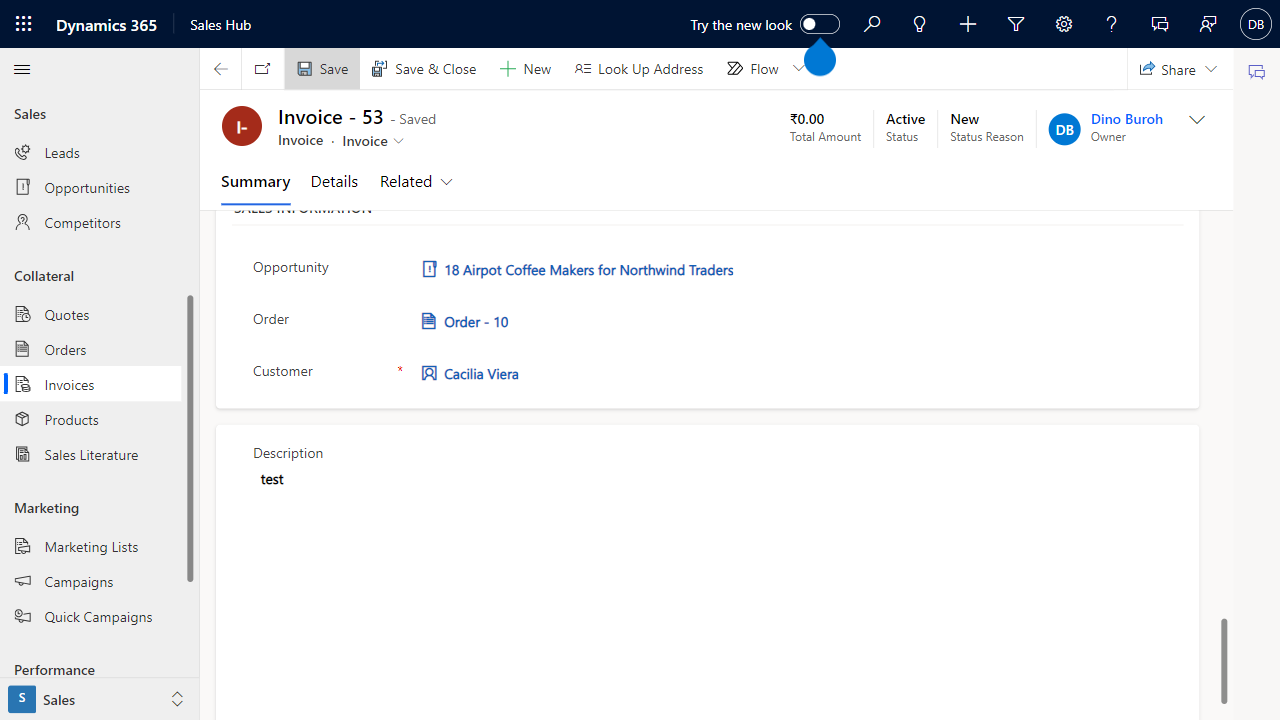 Dynamics 365
Sales Hub
Try the new look
DB
Save
Save & Close
New
Look Up Address
Flow
Share
I-
Invoice - 53 - Saved
Invoice · Invoice
₹0.00
Total Amount
Active
Status
New
Status Reason
DB
Dino Buroh
Owner
Summary
Details
Related
Sales
Leads
Opportunities
Competitors
Collateral
Quotes
Orders
Invoices
Products
Sales Literature
Marketing
Marketing Lists
Campaigns
Quick Campaigns
Performance
S Sales
SALES INFORMATION
Opportunity
18 Airpot Coffee Makers for Northwind Traders
Order
Order - 10
Customer *
Cacilia Viera
Description
test